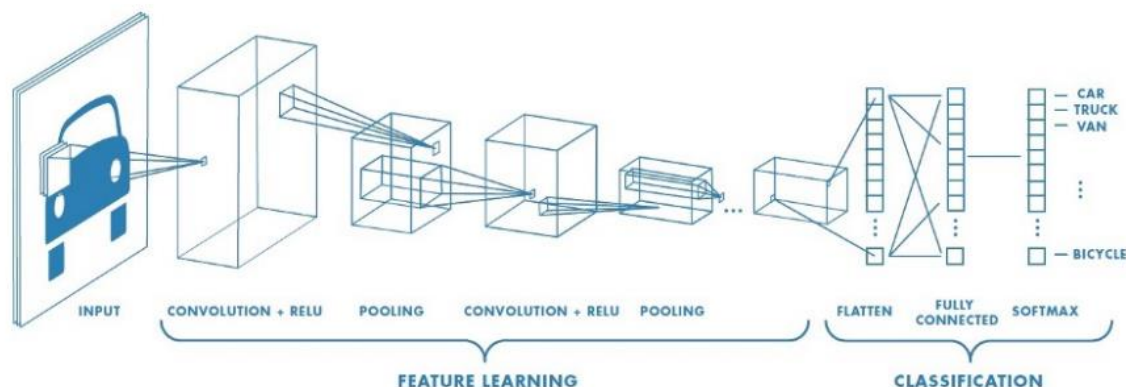 CAR
TRUCK
VAN
BICYCLE
INPUT
CONVOLUTION + RELU
POOLING
CONVOLUTION + RELU
POOLING
FLATTEN
FULLY
CONNECTED
SOFTMAX
FEATURE LEARNING
CLASSIFICATION